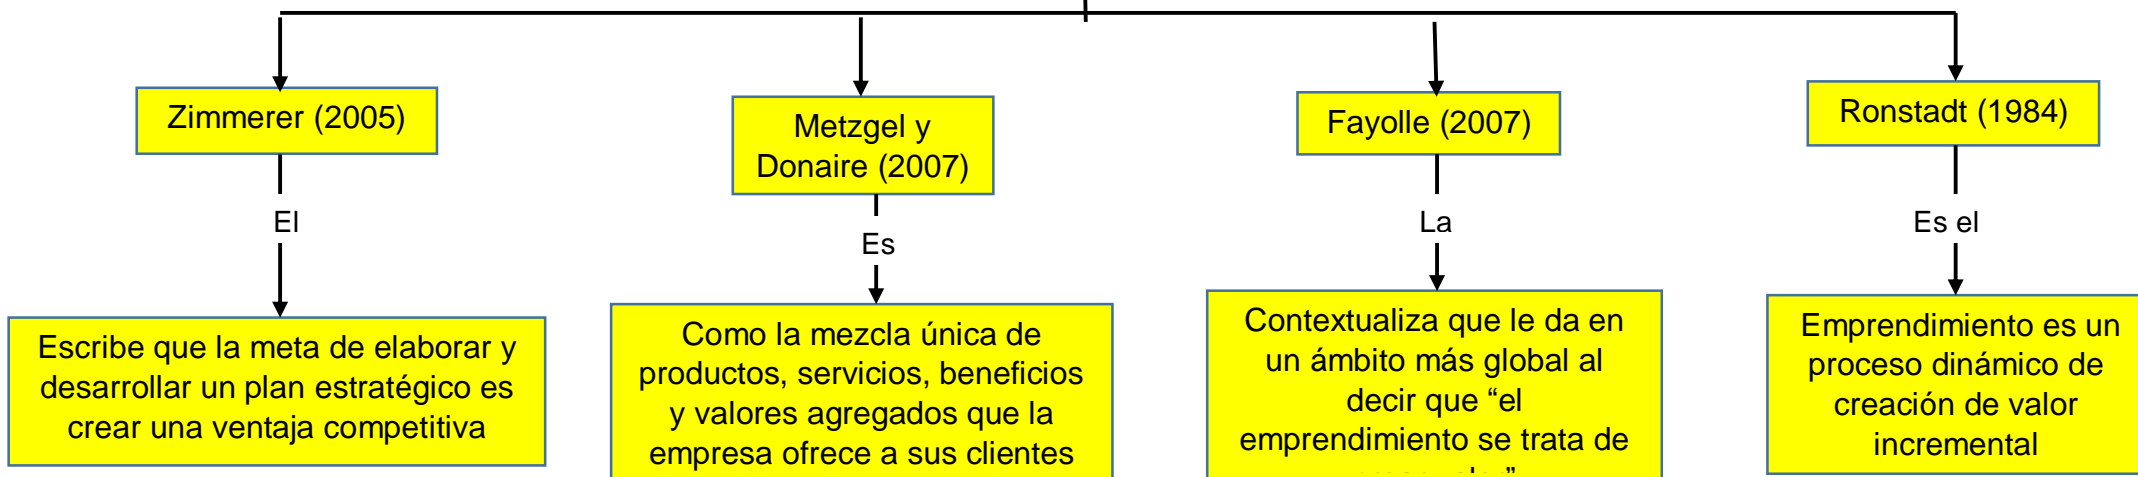 Zimmerer (2005)
El
Escribe que la meta de elaborar y
desarrollar un plan estratégico es
crear una ventaja competitiva
Metzgel y
Donaire (2007)
Es
Como la mezcla única de
productos, servicios, beneficios
y valores agregados que la
empresa ofrece a sus clientes
Fayolle (2007)
La
Contextualiza que le da en
un ámbito más global al
decir que “el
emprendimiento se trata de
Ronstadt (1984)
Es el
Emprendimiento es un
proceso dinámico de
creación de valor
incremental